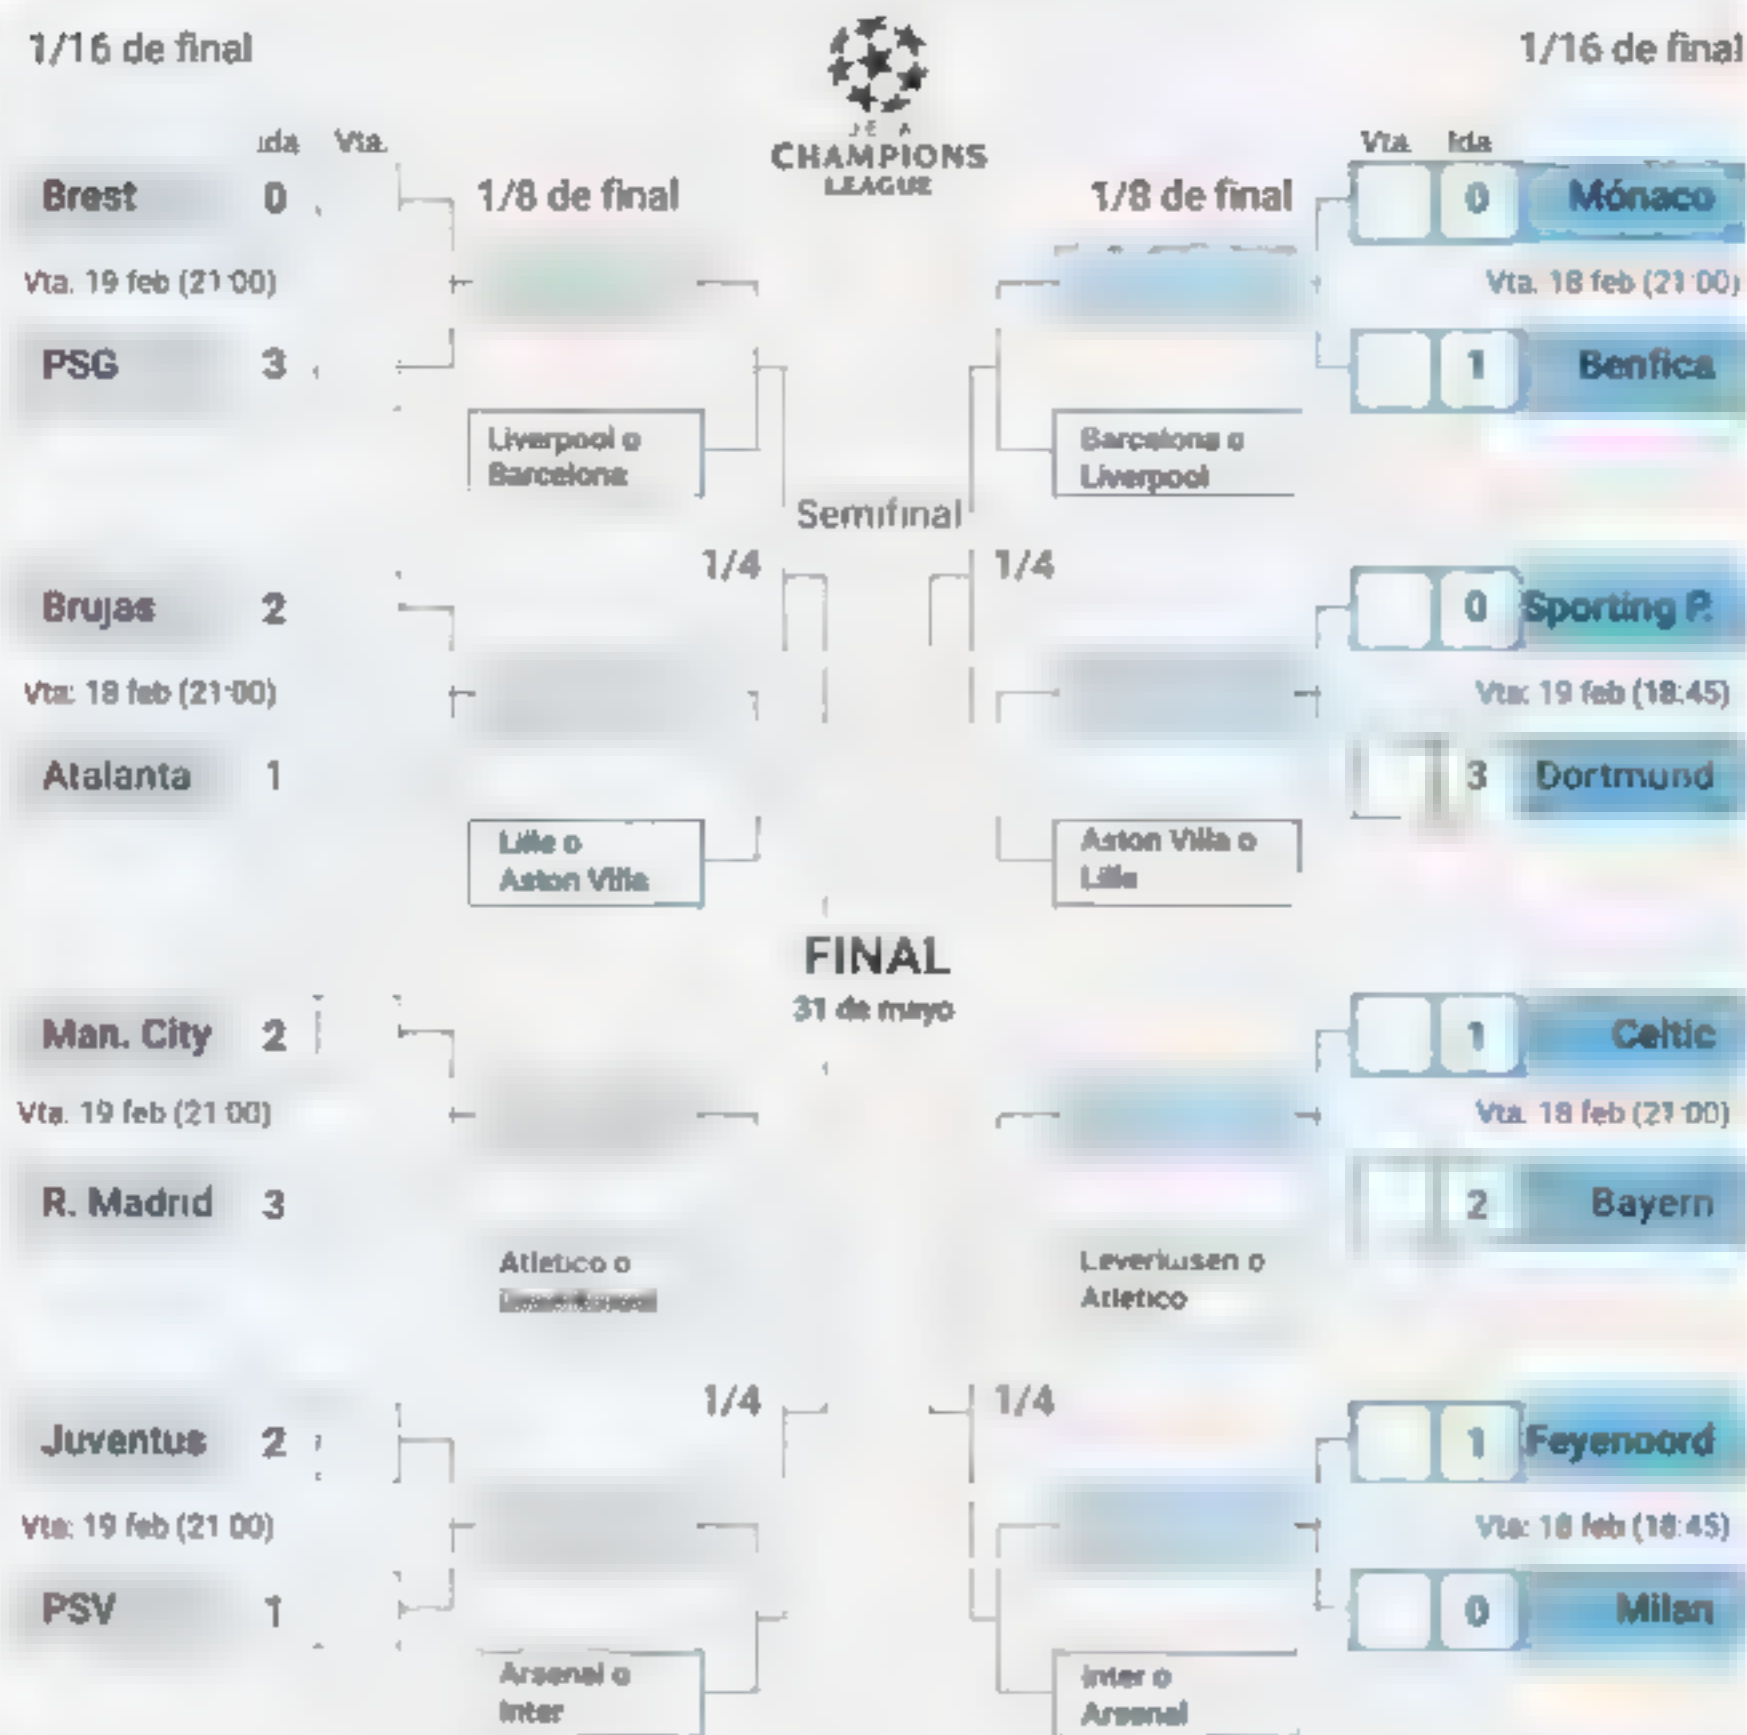 1/16 de final
1/16 de final
CHAMPIONS
LEAGUE
Vta.
Vta. Ida
Brest 0
1/8 de final
1/8 de final
0 Mónaco
Vta. 19 feb (21:00)
Vta. 18 feb (21:00)
PSG 3
1 Benfica
Liverpool o
Barcelona
Barcelona o
Liverpool
Semifinal
1/4
1/4
Brujas 2
0 Sporting P.
Vta: 18 feb (21:00)
Vta: 19 feb (18:45)
Atalanta 1
3 Dortmund
Lille o
Aston Villa
Aston Villa o
Lille
FINAL
31 de mayo
Man. City 2
1 Celtic
Vta. 19 feb (21:00)
Vta. 18 feb (21:00)
R. Madrid 3
2 Bayern
Atletico o
Leverkusen o
Atletico
1/4
1/4
Juventus 2
1 Feyenoord
Vta: 19 feb (21:00)
Vta: 18 feb (18:45)
PSV 1
0 Milan
Arsenal o
Inter
Inter o
Arsenal